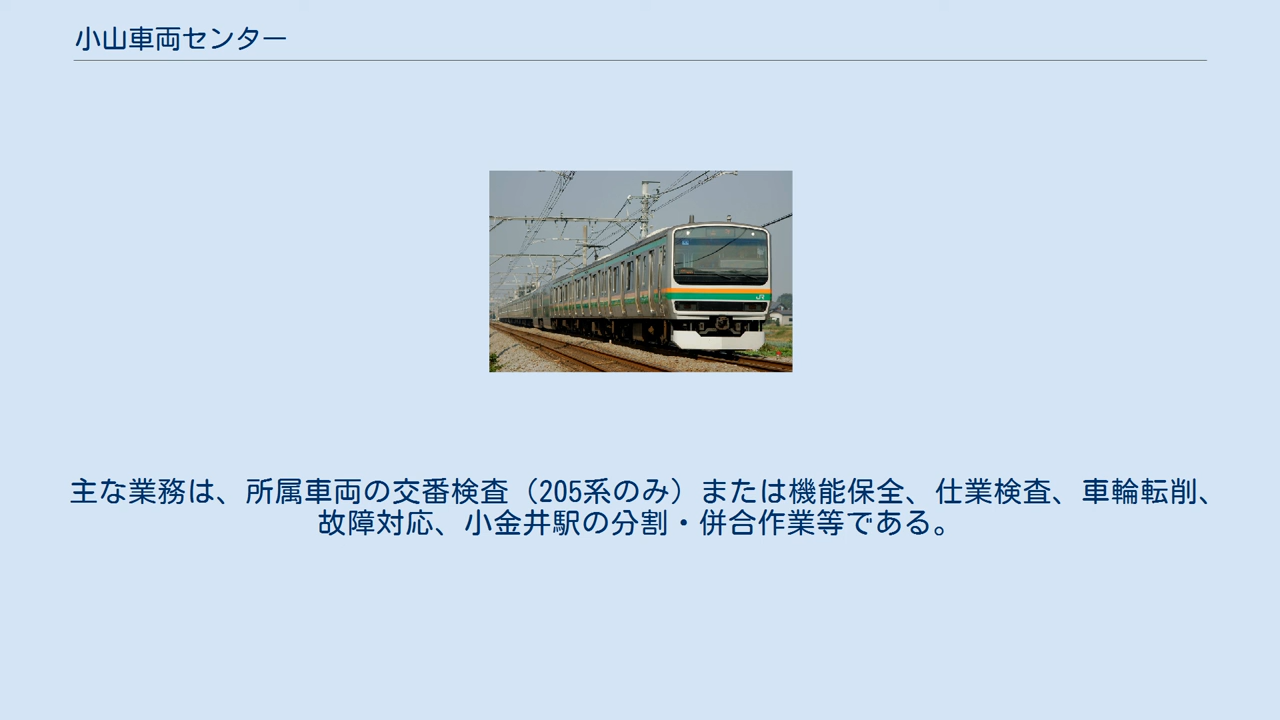 小山車両センター
JR
主な業務は、所属車両の交番検査（205系のみ）または機能保全、仕業検査、車輪転削、
故障対応、小金井駅の分割・併合作業等である。